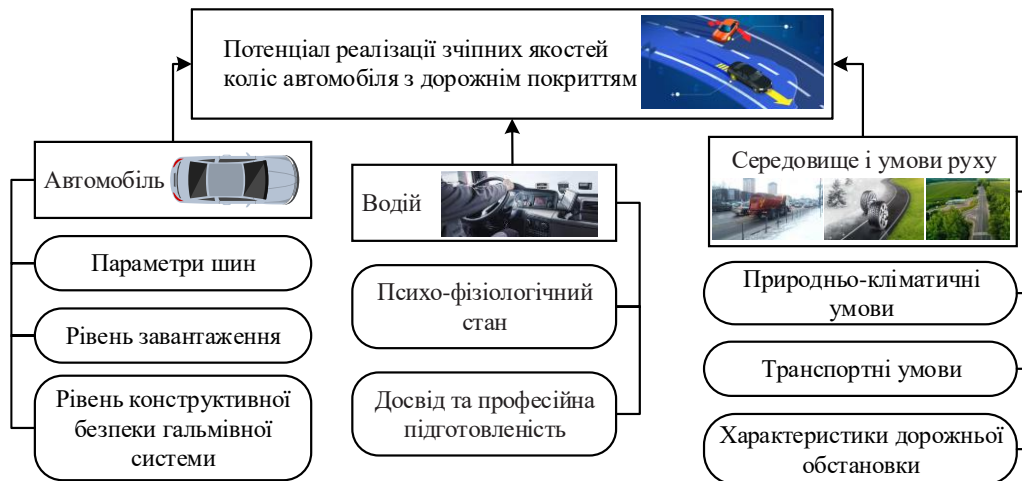 Потенціал реалізації зчіпних якостей
коліс автомобіля з дорожнім покриттям
Автомобіль
Параметри шин
Рівень завантаження
Рівень конструктивної
безпеки гальмівної
системи
Водій
Психо-фізіологічний
стан
Досвід та професійна
підготовленість
Середовище і умови руху
Природньо-кліматичні
умови
Транспортні умови
Характеристики дорожньої
обстановки